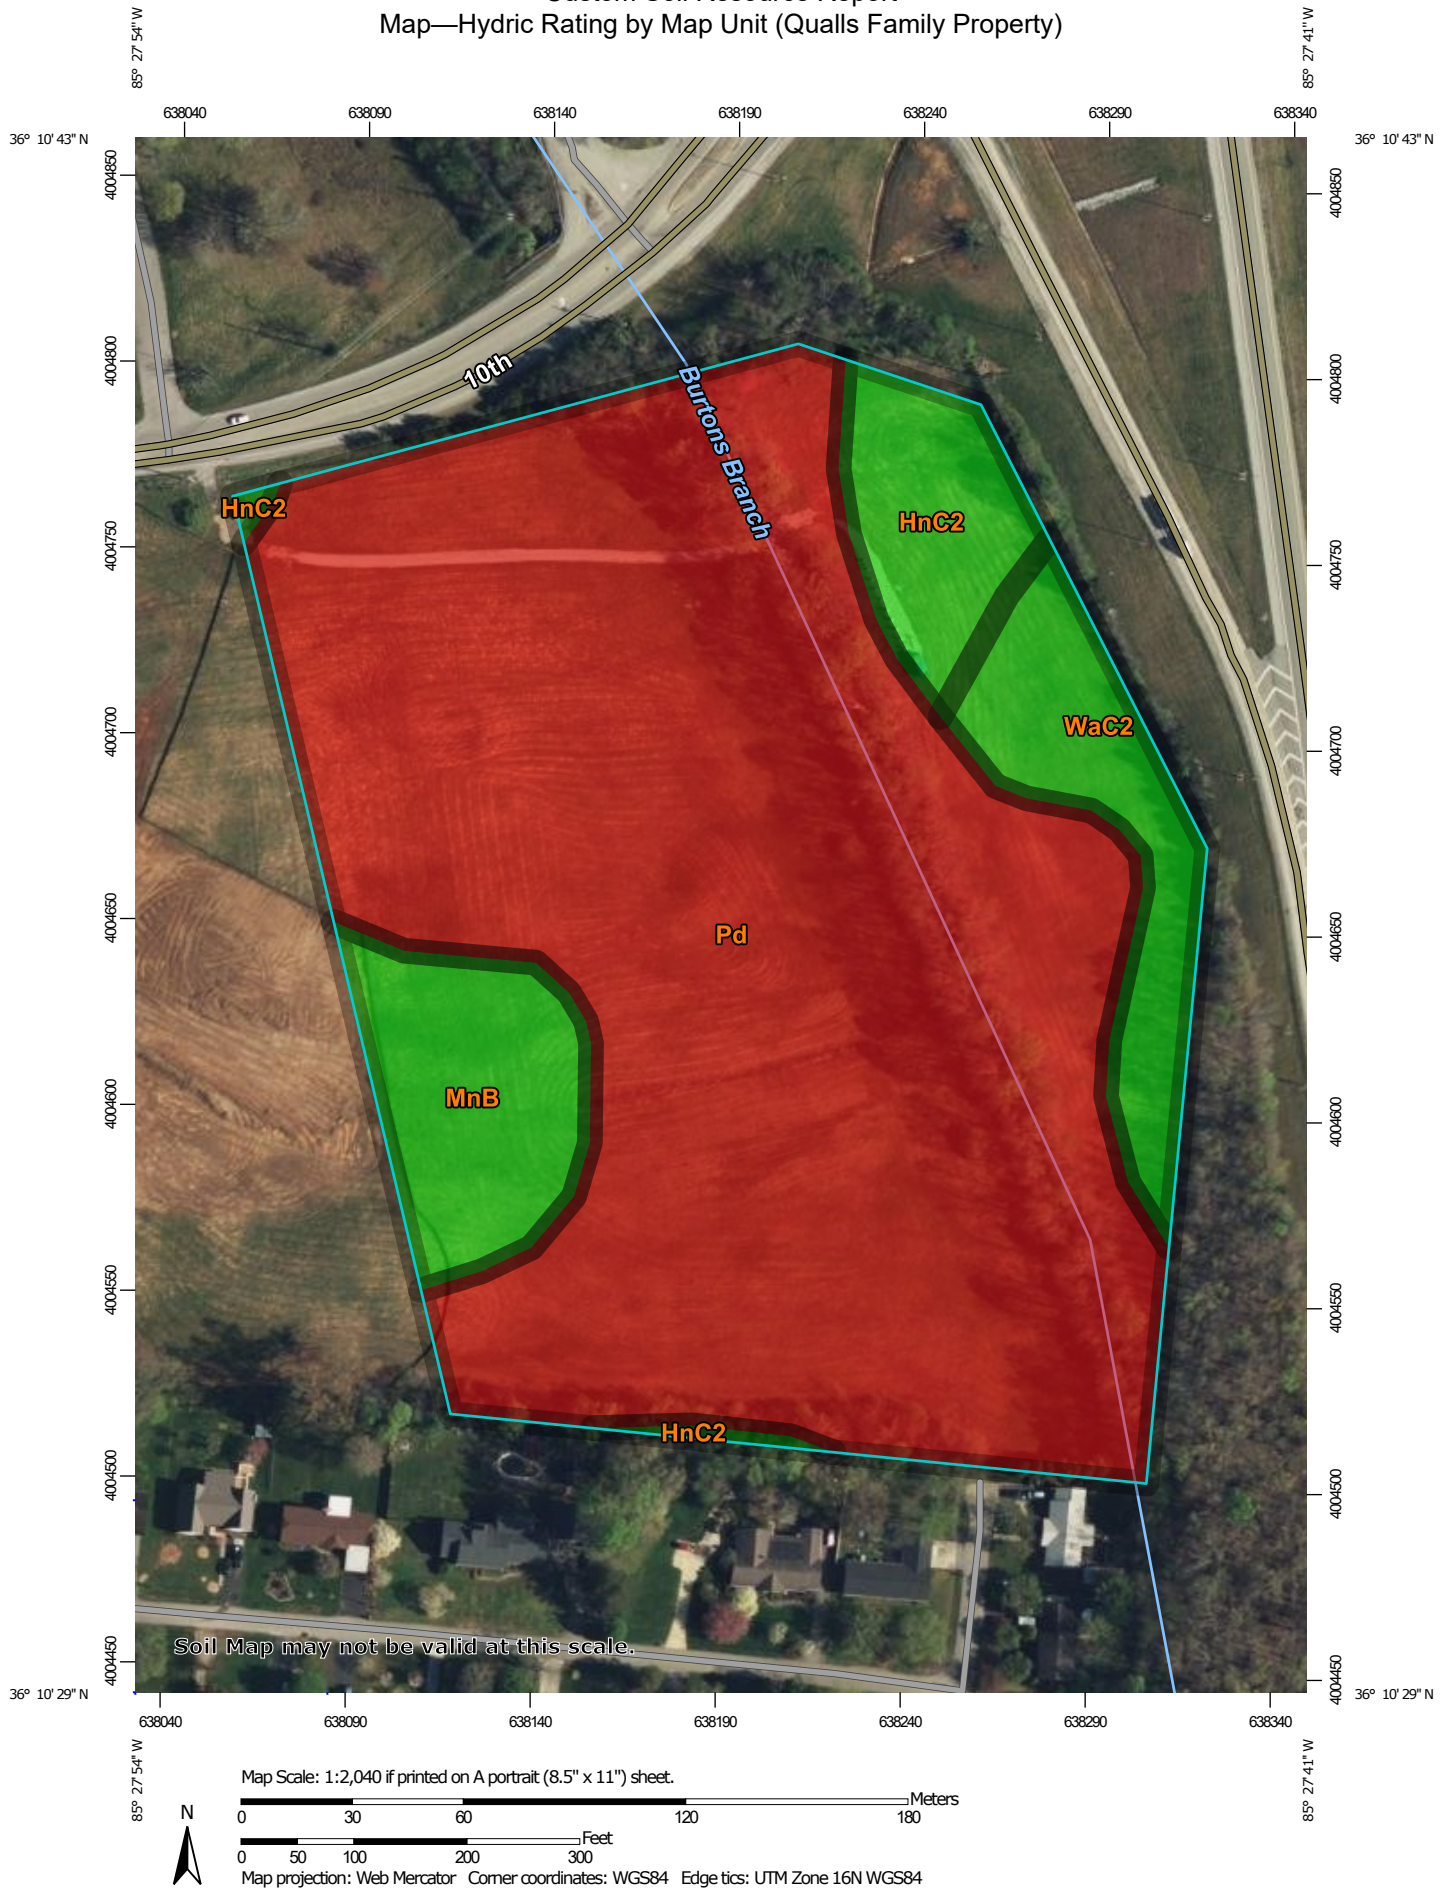 Custom Soil Resource Report
Map—Hydric Rating by Map Unit (Qualls Family Property)
85° 27' 54" W
85° 27' 41" W
638040 638090 638140 638190 638240 638290 638340
36° 10' 43" N
36° 10' 43" N
4004850
4004850
4004800
4004800
10th
Burtons Branch
HnC2
HnC2
4004750
4004750
4004700
4004700
WaC2
4004650
4004650
Pd
4004600
4004600
MnB
4004550
4004550
HnC2
4004500
4004500
Soil Map may not be valid at this scale.
4004450
4004450
36° 10' 29" N
36° 10' 29" N
638040 638090 638140 638190 638240 638290 638340
85° 27' 54" W
85° 27' 41" W
Map Scale: 1:2,040 if printed on A portrait (8.5" x 11") sheet.
Meters
0 30 60 120 180
N
Feet
0 50 100 200 300
Map projection: Web Mercator Corner coordinates: WGS84 Edge tics: UTM Zone 16N WGS84